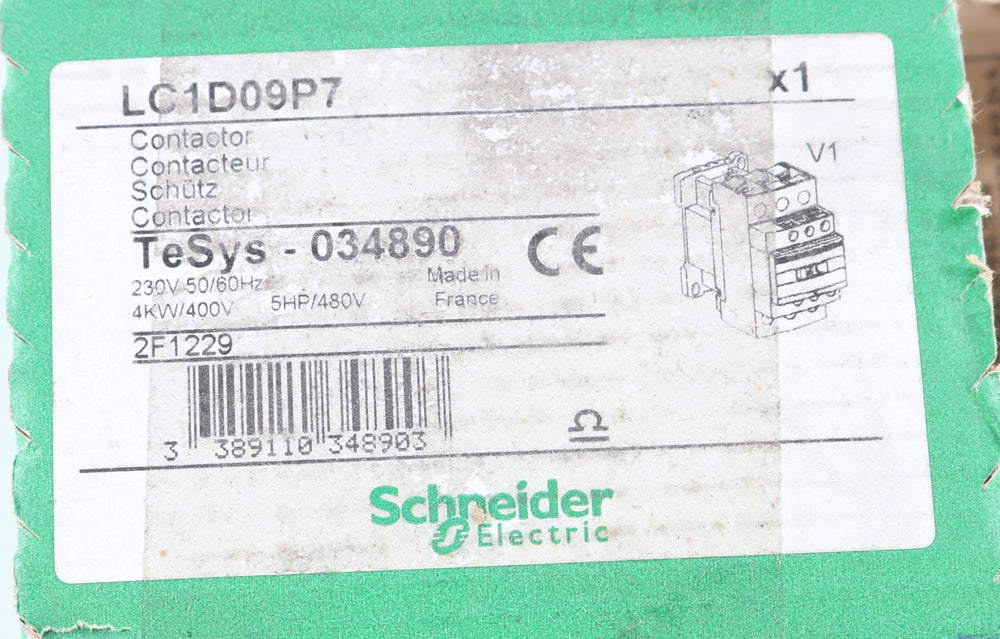 LC1D09P7 x1
Contactor
Contacteur
Schütz
Contactor
V1
TeSys - 034890 CE
230V 50/60Hz Made in
4KW/400V 5HP/480V France
2F1229
3 389110 348903
Ω
Schneider
Electric